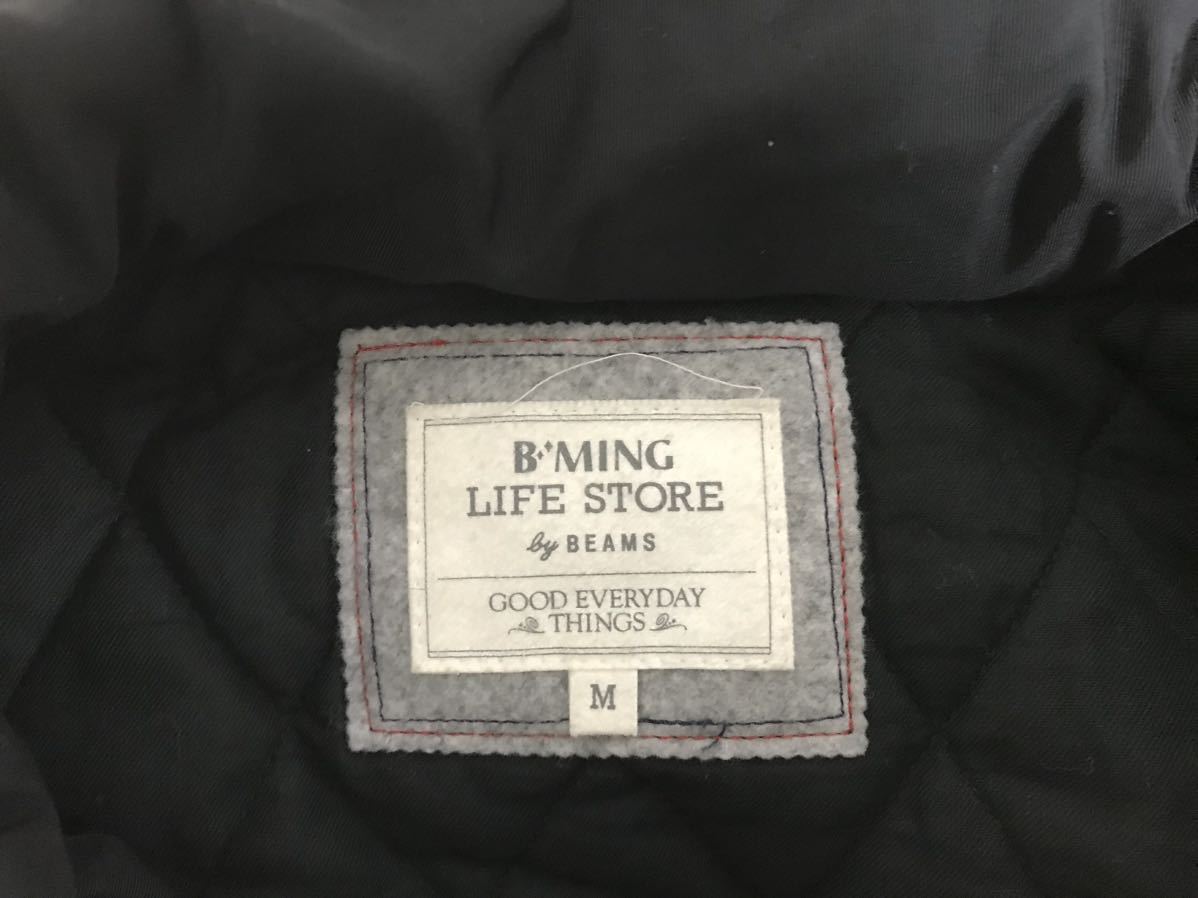 B·MING
LIFE STORE
by BEAMS
GOOD EVERYDAY
THINGS
M